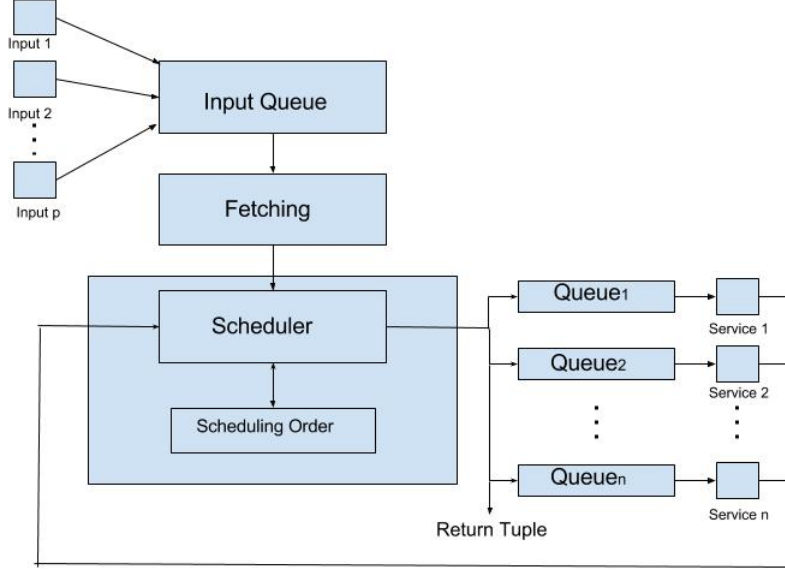 Input 1
Input 2
Input p
Input Queue
Fetching
Scheduler
Scheduling Order
Queue1
Service 1
Queue2
Service 2
Queuen
Service n
Return Tuple